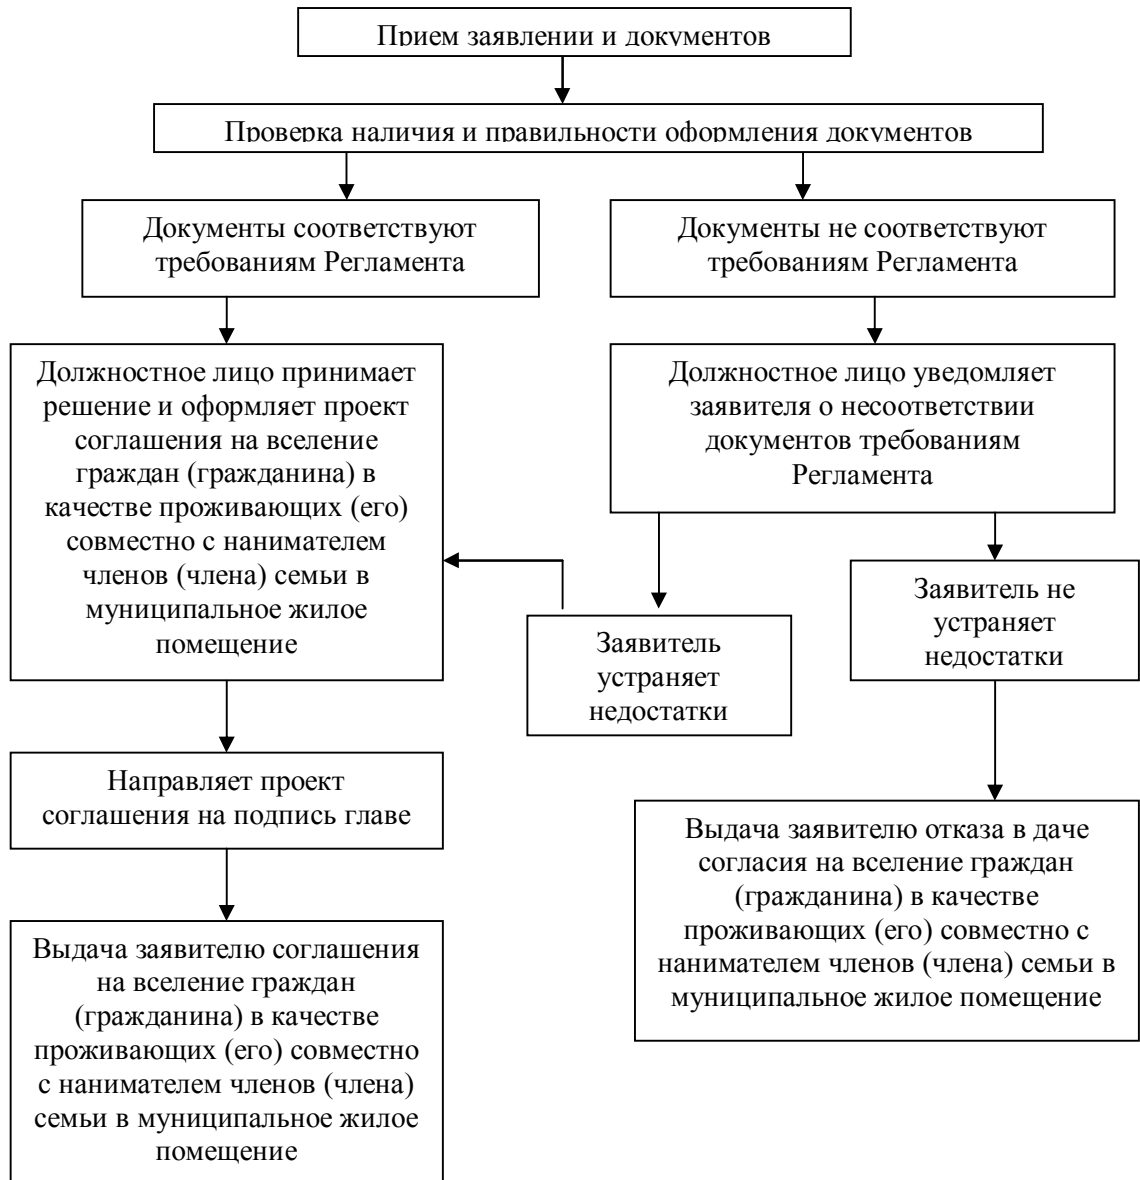 Прием заявлении и документов
Проверка наличия и правильности оформления документов
Документы соответствуют
требованиям Регламента
Документы не соответствуют
требованиям Регламента
Должностное лицо принимает
решение и оформляет проект
соглашения на вселение
граждан (гражданина) в
качестве проживающих (его)
совместно с нанимателем
членов (члена) семьи в
муниципальное жилое
помещение
Должностное лицо уведомляет
заявителя о несоответствии
документов требованиям
Регламента
Заявитель
устраняет
недостатки
Заявитель не
устраняет
недостатки
Направляет проект
соглашения на подпись главе
Выдача заявителю отказа в даче
согласия на вселение граждан
(гражданина) в качестве
проживающих (его) совместно с
нанимателем членов (члена) семьи в
муниципальное жилое помещение
Выдача заявителю соглашения
на вселение граждан
(гражданина) в качестве
проживающих (его) совместно
с нанимателем членов (члена)
семьи в муниципальное жилое
помещение